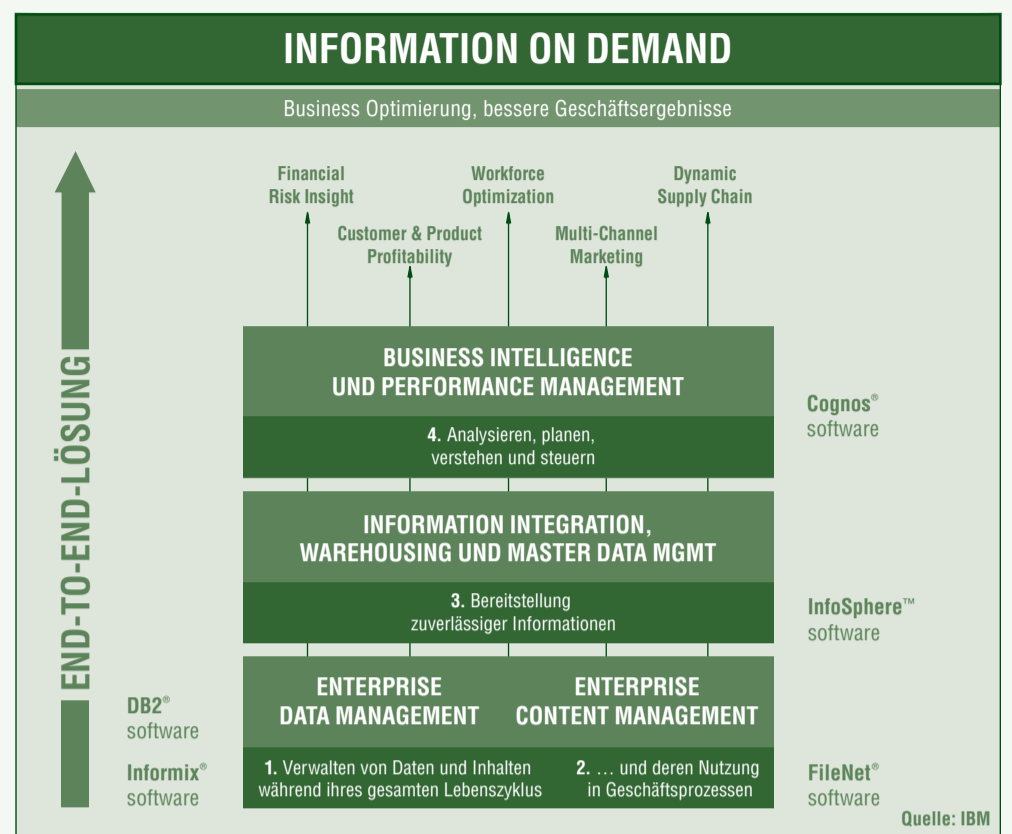 INFORMATION ON DEMAND
Business Optimierung, bessere Geschäftsergebnisse
END-TO-END-LÖSUNG
Financial
Risk Insight
Workforce
Optimization
Dynamic
Supply Chain
Customer & Product
Profitability
Multi-Channel
Marketing
BUSINESS INTELLIGENCE
UND PERFORMANCE MANAGEMENT
4. Analysieren, planen,
verstehen und steuern
Cognos®
software
INFORMATION INTEGRATION,
WAREHOUSING UND MASTER DATA MGMT
3. Bereitstellung
zuverlässiger Informationen
InfoSphere™
software
DB2®
software
Informix®
software
ENTERPRISE
DATA MANAGEMENT
1. Verwalten von Daten und Inhalten
während ihres gesamten Lebenszyklus
ENTERPRISE
CONTENT MANAGEMENT
2. … und deren Nutzung
in Geschäftsprozessen
FileNet®
software
Quelle: IBM